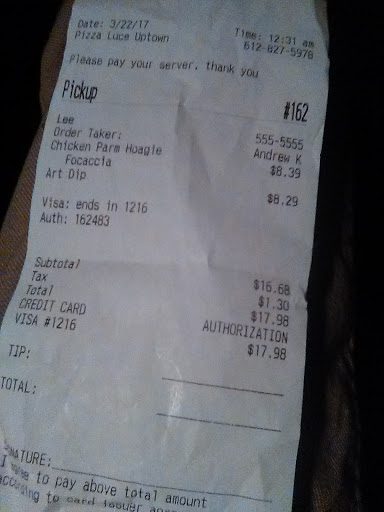 Date: 3/22/17 Time: 12:31 am
Pizza Luce Uptown 612-827-5978
Please pay your server, thank you
Pickup #162
Lee 555-5555
Order Taker: Andrew K
Chicken Parm Hoagie $8.39
Focaccia
Art Dip $8.29
Visa: ends in 1216
Auth: 162483
Subtotal $16.68
Tax $1.30
Total $17.98
CREDIT CARD AUTHORIZATION
VISA #1216 $17.98
TIP:
TOTAL:
SIGNATURE:
I to pay above total amount
according to card issuer